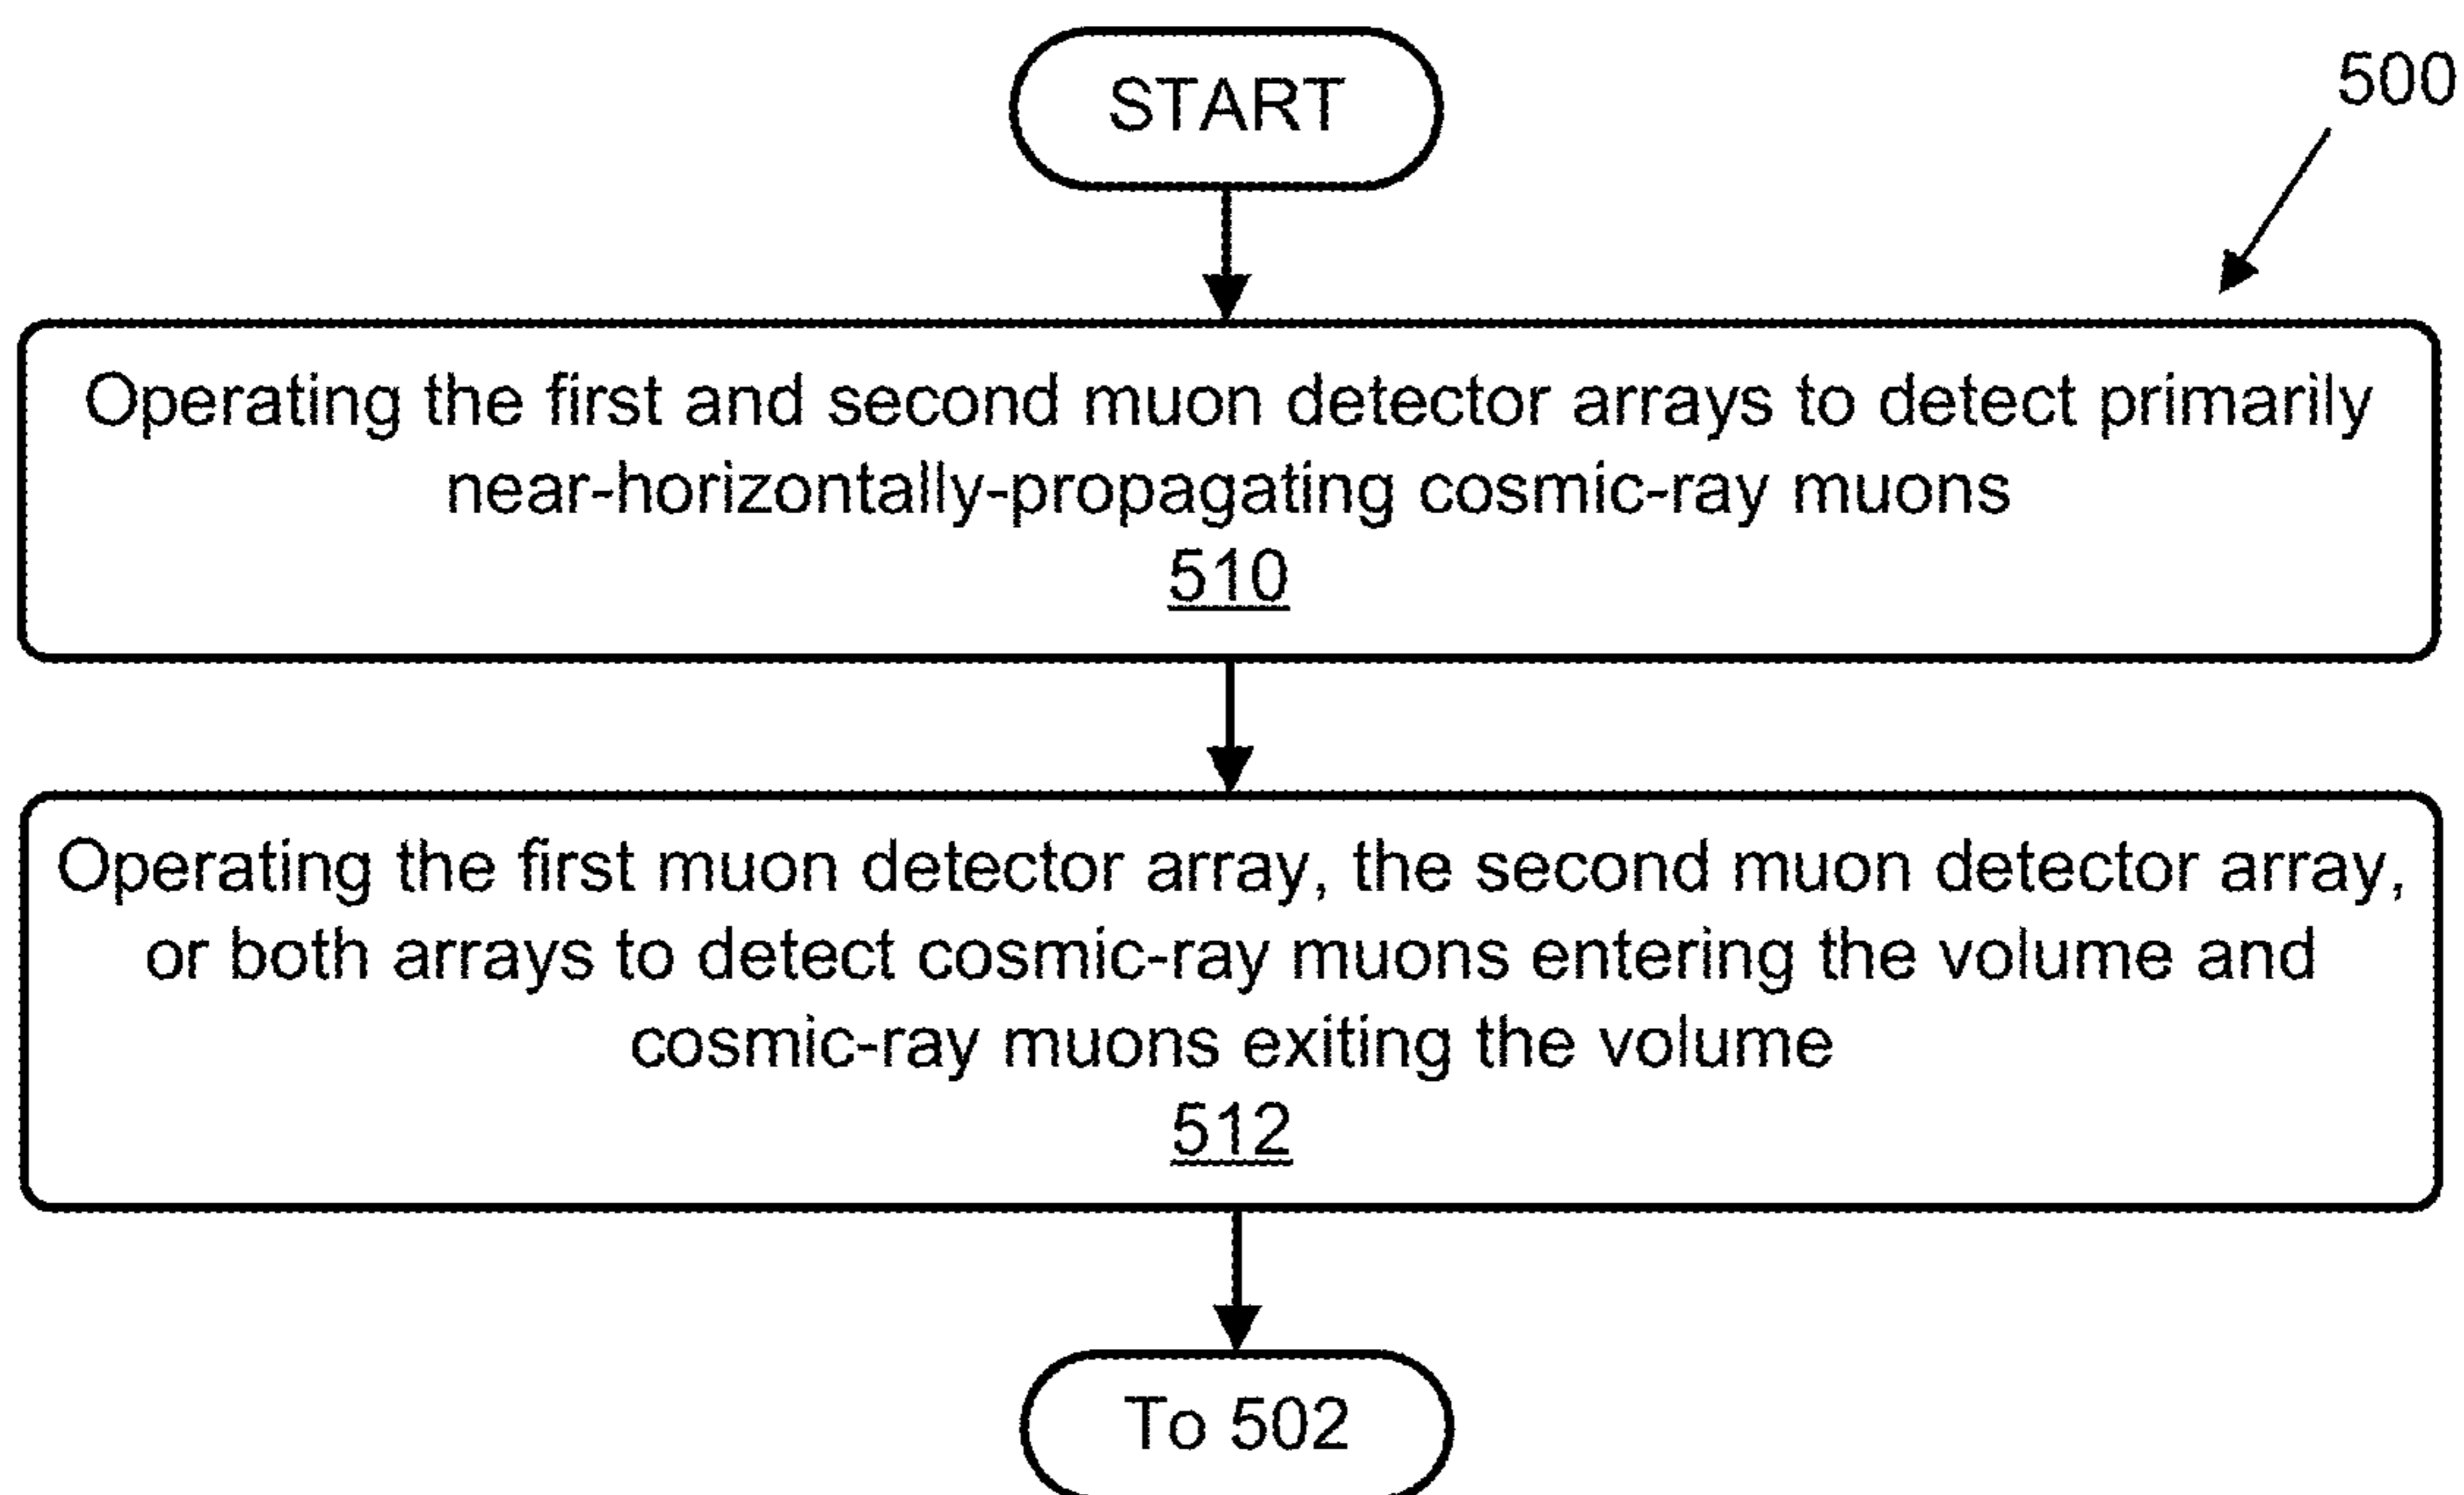 START
500
Operating the first and second muon detector arrays to detect primarily
near-horizontally-propagating cosmic-ray muons
510
Operating the first muon detector array, the second muon detector array,
or both arrays to detect cosmic-ray muons entering the volume and
cosmic-ray muons exiting the volume
512
To 502